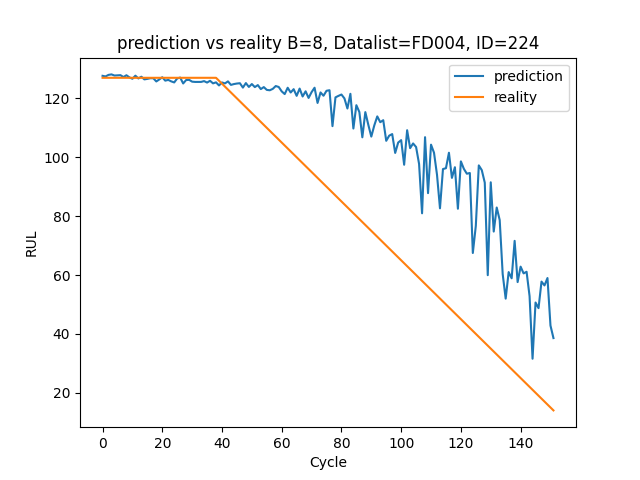 prediction vs reality B=8, Datalist=FD004, ID=224
prediction
reality
RUL
120
100
80
60
40
20
0 20 40 60 80 100 120 140
Cycle